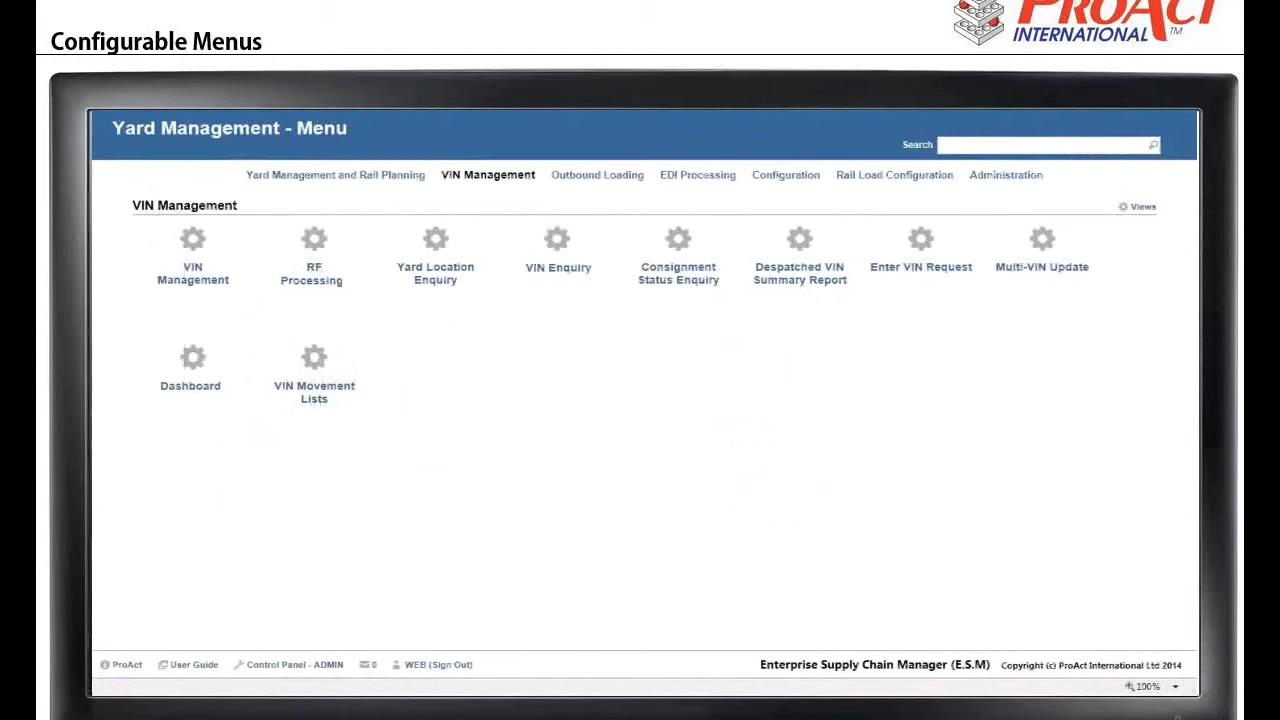 PROACT
INTERNATIONAL TM
Configurable Menus
Yard Management - Menu
Search
Yard Management and Rail Planning VIN Management Outbound Loading EDI Processing Configuration Rail Load Configuration Administration
VIN Management
Views
VIN Management
RF Processing
Yard Location Enquiry
VIN Enquiry
Consignment Status Enquiry
Despatched VIN Summary Report
Enter VIN Request
Multi-VIN Update
Dashboard
VIN Movement Lists
ProAct User Guide Control Panel - ADMIN 0 WEB (Sign Out)
Enterprise Supply Chain Manager (E.S.M) Copyright (c) ProAct International Ltd 2014
100%